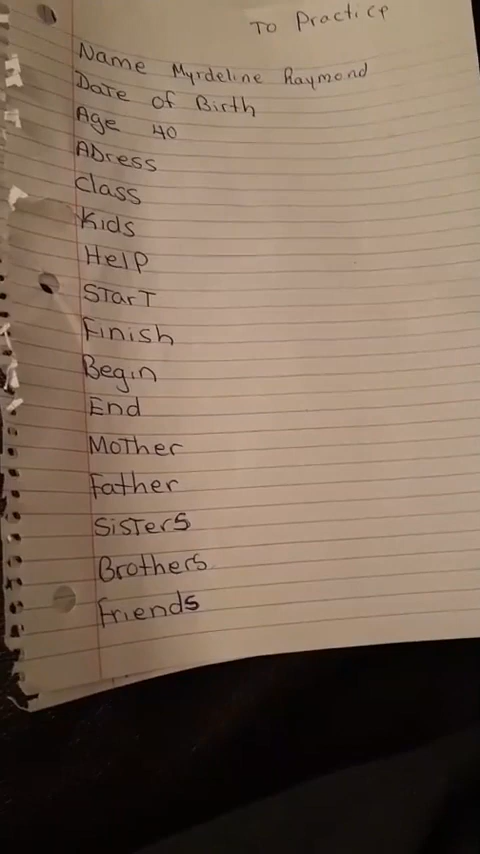 To Practice
Name Myrdeline Raymond
Date of Birth
Age 40
ADress
Class
Kids
Help
STarT
Finish
Begin
End
MoTher
Father
SisTers
Brothers
Friends